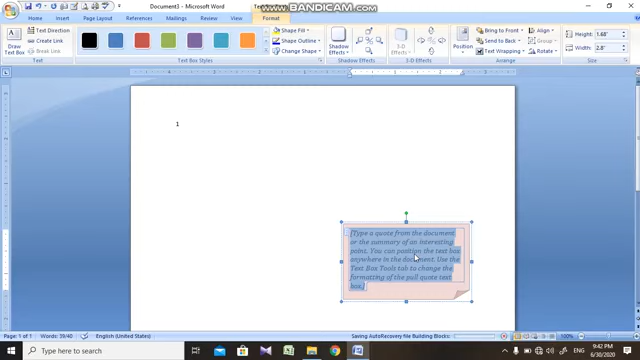 Document3 - Microsoft Word
WWW.BANDICAM.COM
Home Insert Page Layout References Mailings Review View Format
Draw Text Box
Text Direction
Create Link
Break Link
Text
Text Box Styles
Shape Fill
Shape Outline
Change Shape
Shadow Effects
Shadow Effects
3-D Effects
3-D Effects
Position
Bring to Front
Send to Back
Text Wrapping
Align
Group
Rotate
Arrange
Height: 1.68"
Width: 2.8"
Size
1
[Type a quote from the document
or the summary of an interesting
point. You can position the text box
anywhere in the document. Use the
Text Box Tools tab to change the
formatting of the pull quote text
box.]
Page: 1 of 1 Words: 39/40 English (United States) Saving AutoRecovery file Building Blocks: 100%
Type here to search
ENG
9:42 PM
6/30/2020